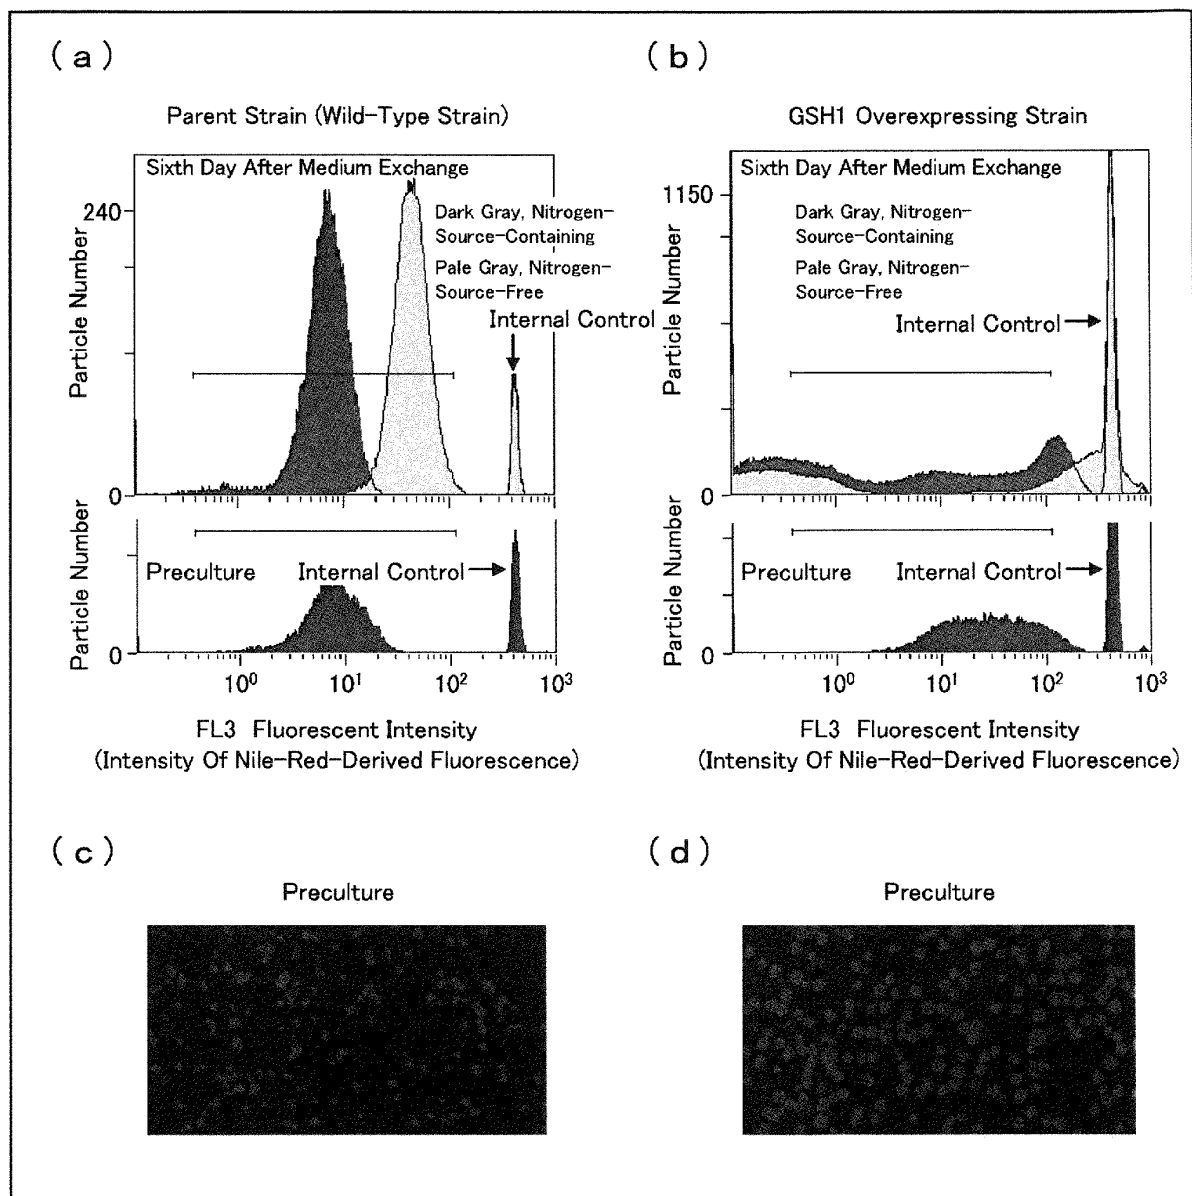 (a)
Parent Strain (Wild-Type Strain)
Sixth Day After Medium Exchange
240
Dark Gray, Nitrogen-
Source-Containing
Pale Gray, Nitrogen-
Source-Free
Internal Control
Particle Number
0
Particle Number
Preculture
Internal Control
0
10⁰ 10¹ 10² 10³
FL3 Fluorescent Intensity
(Intensity Of Nile-Red-Derived Fluorescence)
(b)
GSH1 Overexpressing Strain
Sixth Day After Medium Exchange
1150
Dark Gray, Nitrogen-
Source-Containing
Pale Gray, Nitrogen-
Source-Free
Internal Control
Particle Number
0
Particle Number
Preculture
Internal Control
0
10⁰ 10¹ 10² 10³
FL3 Fluorescent Intensity
(Intensity Of Nile-Red-Derived Fluorescence)
(c)
Preculture
(d)
Preculture